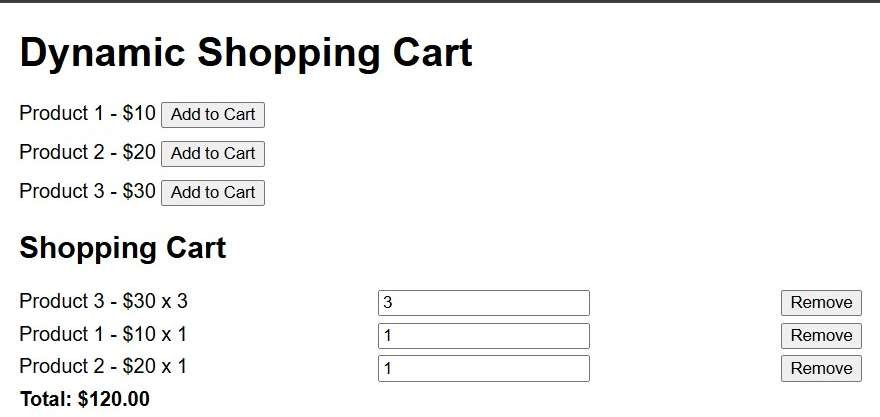 Dynamic Shopping Cart
Product 1 - $10 Add to Cart
Product 2 - $20 Add to Cart
Product 3 - $30 Add to Cart
Shopping Cart
Product 3 - $30 x 3 3 Remove
Product 1 - $10 x 1 1 Remove
Product 2 - $20 x 1 1 Remove
Total: $120.00